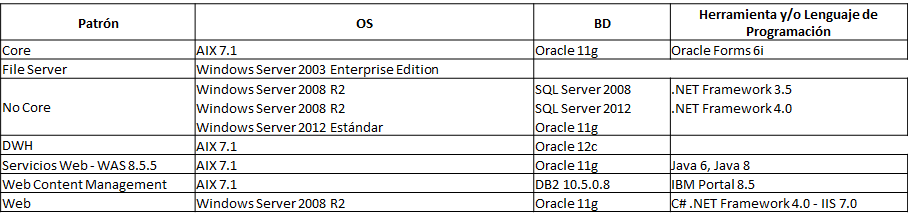 Patrón OS BD Herramienta y/o Lenguaje de
Programación
Core AIX 7.1 Oracle 11g Oracle Forms 6i
File Server Windows Server 2003 Enterprise Edition
Windows Server 2008 R2 SQL Server 2008 .NET Framework 3.5
No Core Windows Server 2008 R2 SQL Server 2012 .NET Framework 4.0
Windows Server 2012 Estándar Oracle 11g
DWH AIX 7.1 Oracle 12c
Servicios Web - WAS 8.5.5 AIX 7.1 Oracle 11g Java 6, Java 8
Web Content Management AIX 7.1 DB2 10.5.0.8 IBM Portal 8.5
Web Windows Server 2008 R2 Oracle 11g C# .NET Framework 4.0 - IIS 7.0